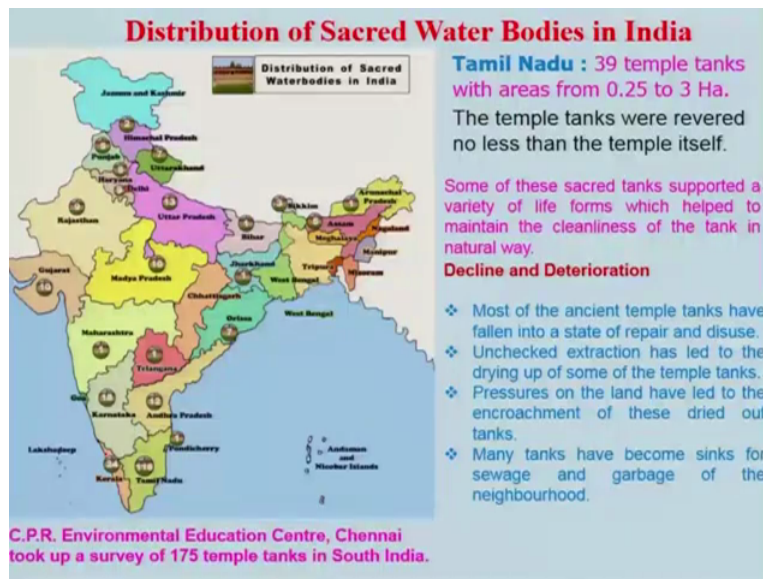 Distribution of Sacred Water Bodies in India
Distribution of Sacred
Waterbodies in India
Jammu and Kashmir
Himachal Pradesh
Punjab
Uttarakhand
Haryana
Delhi
Rajasthan
Uttar Pradesh
Sikkim
Arunachal
Pradesh
Assam
Nagaland
Bihar
Meghalaya
Manipur
Gujarat
Madya Pradesh
Jharkhand
Tripura
Mizoram
West Bengal
Chhattisgarh
Orissa
West Bengal
Maharashtra
Telangana
Goa
Karnataka
Andhra Pradesh
Pondicherry
Lakshadeep
Andaman
and
Nicobar Islands
Kerala
Tamil Nadu
Tamil Nadu : 39 temple tanks
with areas from 0.25 to 3 Ha.
The temple tanks were revered
no less than the temple itself.
Some of these sacred tanks supported a
variety of life forms which helped to
maintain the cleanliness of the tank in
natural way.
Decline and Deterioration
❖ Most of the ancient temple tanks have
fallen into a state of repair and disuse.
❖ Unchecked extraction has led to the
drying up of some of the temple tanks.
❖ Pressures on the land have led to the
encroachment of these dried out
tanks.
❖ Many tanks have become sinks for
sewage and garbage of the
neighbourhood.
C.P.R. Environmental Education Centre, Chennai
took up a survey of 175 temple tanks in South India.